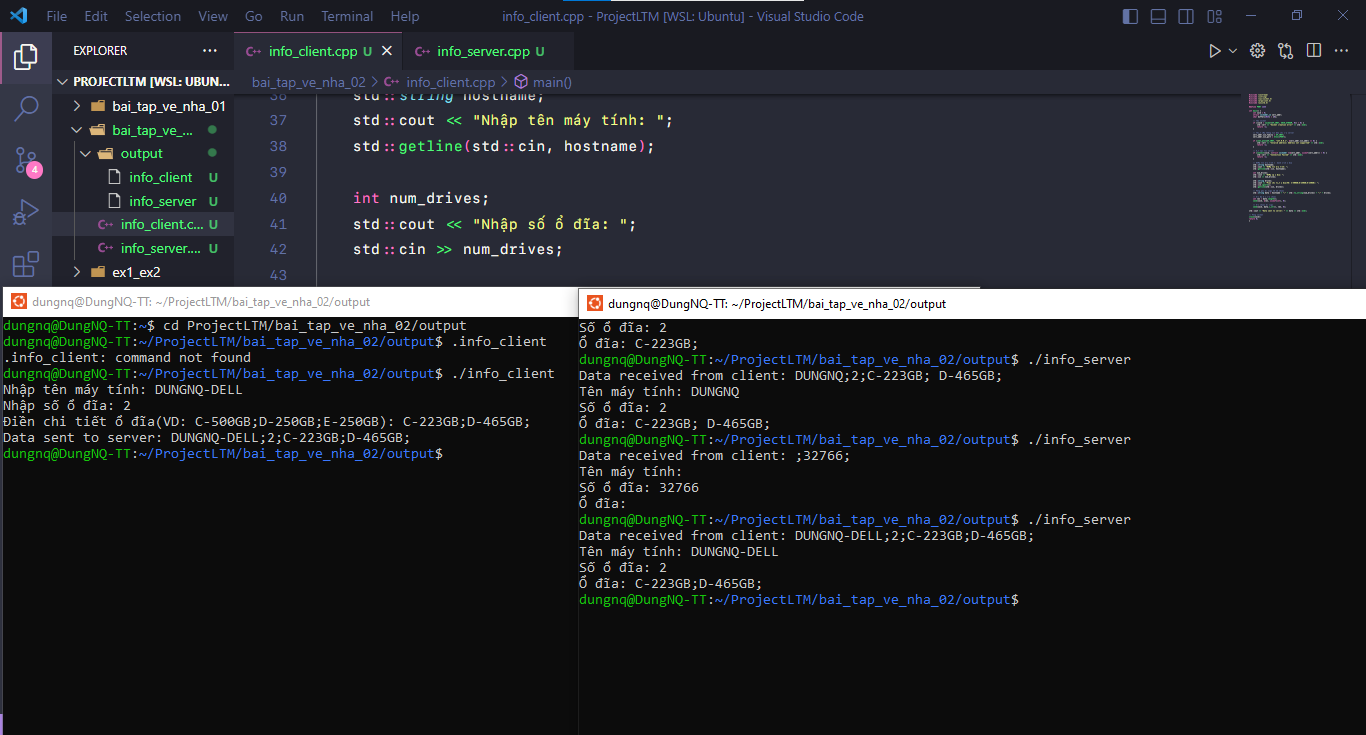 File Edit Selection View Go Run Terminal Help
info_client.cpp - ProjectLTM [WSL: Ubuntu] - Visual Studio Code
EXPLORER
PROJECTLTM [WSL: UBUN...
bai_tap_ve_nha_01
bai_tap_ve_...
output
info_client U
info_server U
info_client.c... U
info_server.... U
ex1_ex2
4
info_client.cpp U
info_server.cpp U
bai_tap_ve_nha_02 > info_client.cpp > main()
36 std::string hostname;
37 std::cout << "Nhập tên máy tính: ";
38 std::getline(std::cin, hostname);
39
40 int num_drives;
41 std::cout << "Nhập số ổ đĩa: ";
42 std::cin >> num_drives;
43
dungnq@DungNQ-TT: ~/ProjectLTM/bai_tap_ve_nha_02/output
dungnq@DungNQ-TT:~$ cd ProjectLTM/bai_tap_ve_nha_02/output
dungnq@DungNQ-TT:~/ProjectLTM/bai_tap_ve_nha_02/output$ .info_client
.info_client: command not found
dungnq@DungNQ-TT:~/ProjectLTM/bai_tap_ve_nha_02/output$ ./info_client
Nhập tên máy tính: DUNGNQ-DELL
Nhập số ổ đĩa: 2
Điền chi tiết ổ đĩa(VD: C-500GB;D-250GB;E-250GB): C-223GB;D-465GB;
Data sent to server: DUNGNQ-DELL;2;C-223GB;D-465GB;
dungnq@DungNQ-TT:~/ProjectLTM/bai_tap_ve_nha_02/output$
dungnq@DungNQ-TT: ~/ProjectLTM/bai_tap_ve_nha_02/output
Số ổ đĩa: 2
Ổ đĩa: C-223GB;
dungnq@DungNQ-TT:~/ProjectLTM/bai_tap_ve_nha_02/output$ ./info_server
Data received from client: DUNGNQ;2;C-223GB; D-465GB;
Tên máy tính: DUNGNQ
Số ổ đĩa: 2
Ổ đĩa: C-223GB; D-465GB;
dungnq@DungNQ-TT:~/ProjectLTM/bai_tap_ve_nha_02/output$ ./info_server
Data received from client: ;32766;
Tên máy tính:
Số ổ đĩa: 32766
Ổ đĩa:
dungnq@DungNQ-TT:~/ProjectLTM/bai_tap_ve_nha_02/output$ ./info_server
Data received from client: DUNGNQ-DELL;2;C-223GB;D-465GB;
Tên máy tính: DUNGNQ-DELL
Số ổ đĩa: 2
Ổ đĩa: C-223GB;D-465GB;
dungnq@DungNQ-TT:~/ProjectLTM/bai_tap_ve_nha_02/output$